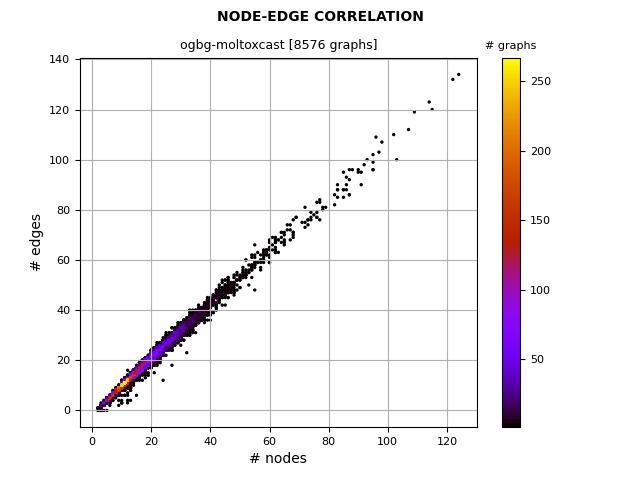 NODE-EDGE CORRELATION
ogbg-moltoxcast [8576 graphs]
# graphs
140
120
100
80
60
40
20
0
# edges
0 20 40 60 80 100 120
# nodes
250
200
150
100
50